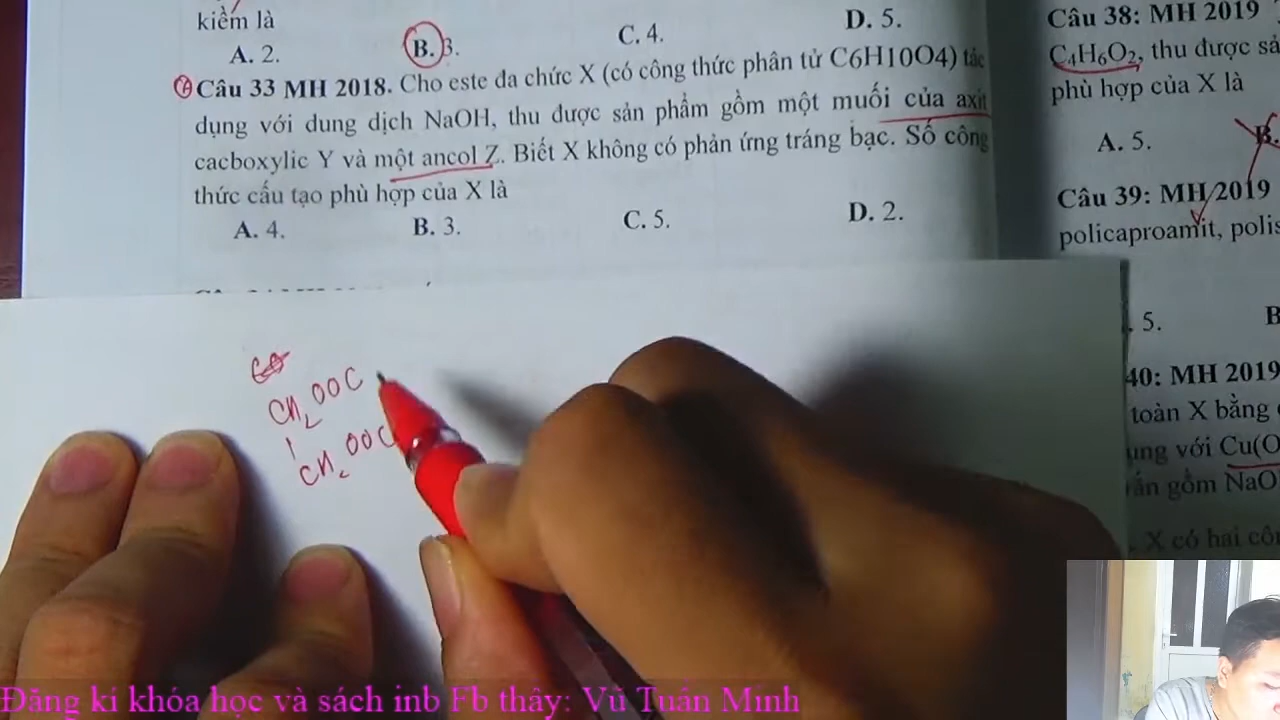 kiềm là
A. 2.
B. 3.
C. 4.
D. 5.
Câu 33 MH 2018. Cho este đa chức X (có công thức phân tử C6H10O4) tác
dụng với dung dịch NaOH, thu được sản phẩm gồm một muối của axit
cacboxylic Y và một ancol Z. Biết X không có phản ứng tráng bạc. Số công
thức cấu tạo phù hợp của X là
A. 4.
B. 3.
C. 5.
D. 2.
CH2OOC
CH2OOC
Câu 38: MH 2019
C4H6O2, thu được sả
phù hợp của X là
A. 5.
B.
Câu 39: MH 2019
policaproamit, polis
5.
B
40: MH 2019
toàn X bằng
ụng với Cu(O
rắn gồm NaO
X có hai côn
Đăng kí khóa học và sách inb Fb thầy: Vũ Tuấn Minh